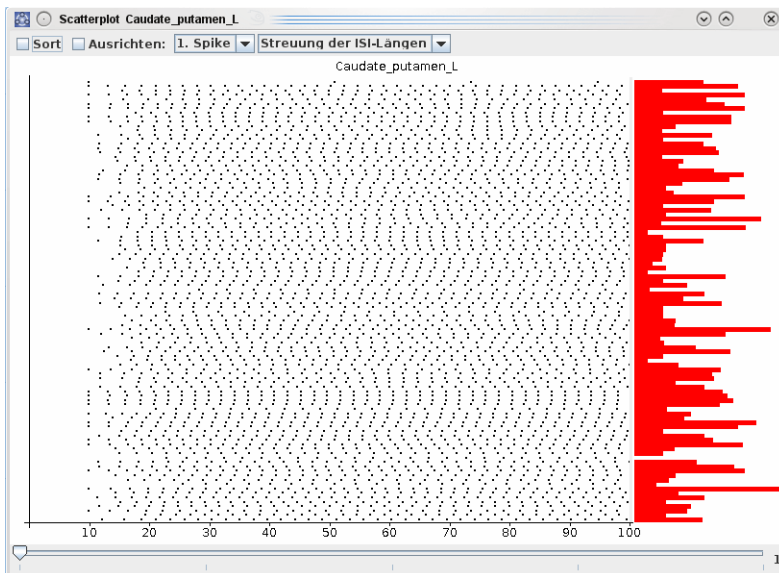 Scatterplot Caudate_putamen_L
Sort Ausrichten: 1. Spike Streuung der ISI-Längen
Caudate_putamen_L
10 20 30 40 50 60 70 80 90 100
1